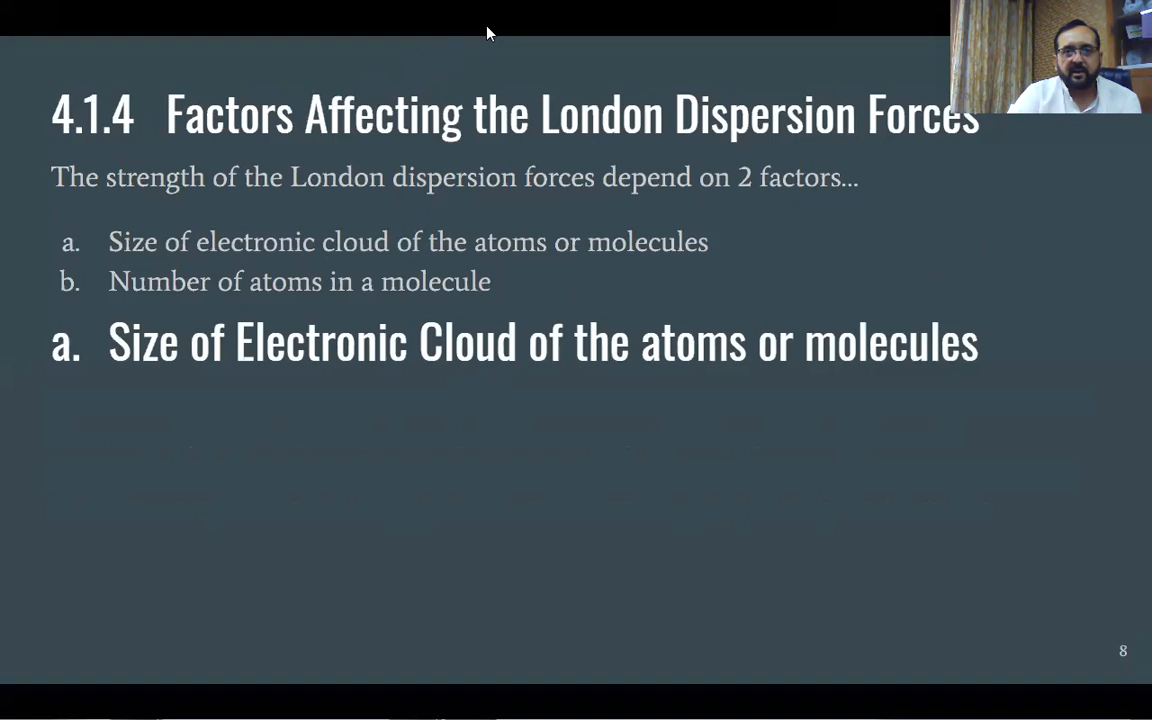 4.1.4 Factors Affecting the London Dispersion Forces
The strength of the London dispersion forces depend on 2 factors...
a. Size of electronic cloud of the atoms or molecules
b. Number of atoms in a molecule
a. Size of Electronic Cloud of the atoms or molecules
8